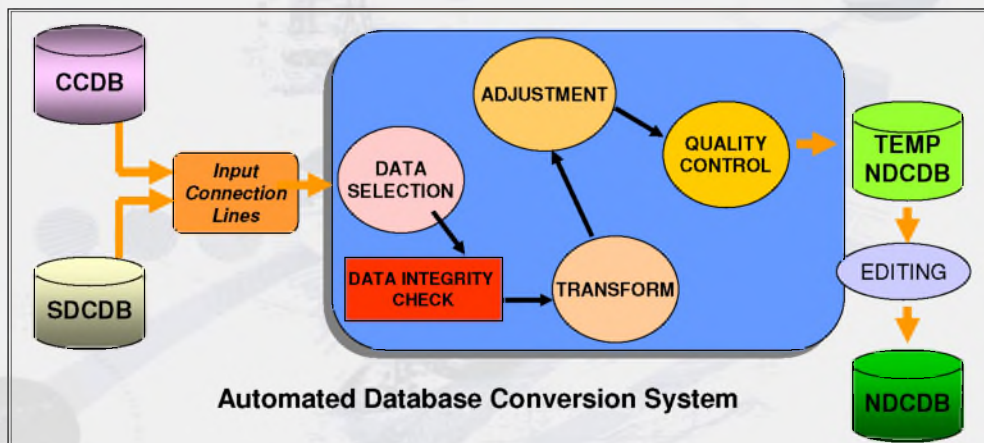 CCDB
SDCDB
Input
Connection
Lines
DATA
SELECTION
DATA INTEGRITY
CHECK
TRANSFORM
ADJUSTMENT
QUALITY
CONTROL
TEMP
NDCDB
EDITING
NDCDB
Automated Database Conversion System